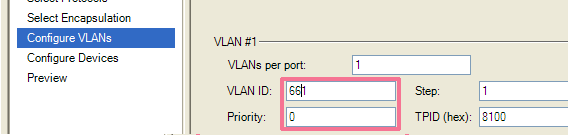 Select Protocols
Select Encapsulation
Configure VLANs
Configure Devices
Preview
VLAN #1
VLANs per port: 1
VLAN ID: 661 Step: 1
Priority: 0 TPID (hex): 8100